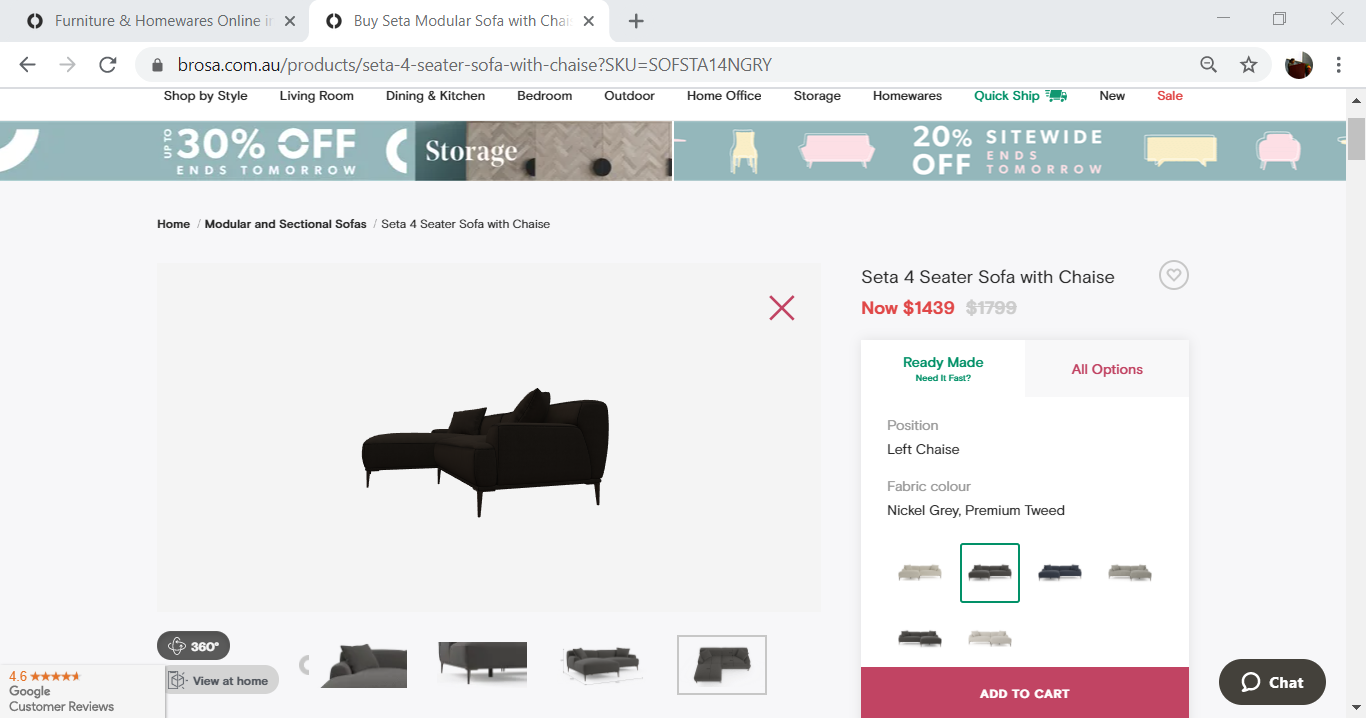 Furniture & Homewares Online in
Buy Seta Modular Sofa with Chai
brosa.com.au/products/seta-4-seater-sofa-with-chaise?SKU=SOFSTA14NGRY
Shop by Style Living Room Dining & Kitchen Bedroom Outdoor Home Office Storage Homewares Quick Ship New Sale
UPTO 30% OFF
ENDS TOMORROW
Storage
20% OFF
SITEWIDE
ENDS
TOMORROW
Home / Modular and Sectional Sofas / Seta 4 Seater Sofa with Chaise
Seta 4 Seater Sofa with Chaise
Now $1439 $1799
Ready Made
Need It Fast?
All Options
Position
Left Chaise
Fabric colour
Nickel Grey, Premium Tweed
360°
View at home
4.6
Google
Customer Reviews
ADD TO CART
Chat